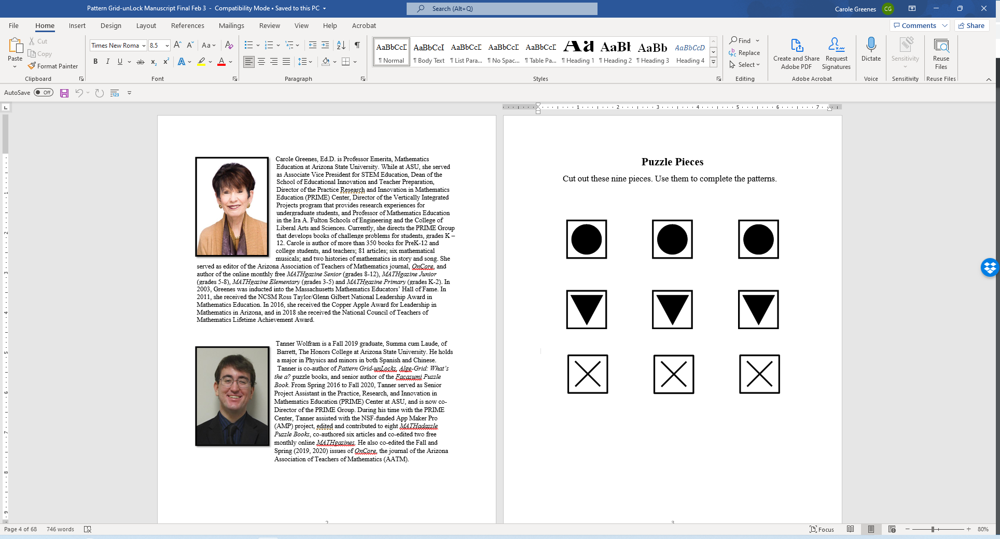 Pattern Grid-unLock Manuscript Final Feb 3 - Compatibility Mode • Saved to this PC
Search (Alt+Q)
Carole Greenes CG
File Home Insert Design Layout References Mailings Review View Help Acrobat
Comments Share
Paste
Cut
Copy
Format Painter
Clipboard
Times New Roma 8.5
Font
Paragraph
AaBbCcD AaBbCcI AaBbCcD AaBbCcD AaBbCcD AaB AaBb AaBb AaBbCcD
¶ Normal ¶ Body Text ¶ List Para... ¶ No Spac... ¶ Table Pa... ¶ Heading 1 ¶ Heading 2 ¶ Heading 3 Heading 4
Styles
Find
Replace
Select
Editing
Create and Share Adobe PDF
Request Signatures
Adobe Acrobat
Dictate
Voice
Sensitivity
Sensitivity
Reuse Files
Reuse Files
AutoSave Off
Carole Greenes, Ed.D. is Professor Emerita, Mathematics
Education at Arizona State University. While at ASU, she served
as Associate Vice President for STEM Education, Dean of the
School of Educational Innovation and Teacher Preparation,
Director of the Practice Research and Innovation in Mathematics
Education (PRIME) Center, Director of the Vertically Integrated
Projects program that provides research experiences for
undergraduate students, and Professor of Mathematics Education
in the Ira A. Fulton Schools of Engineering and the College of
Liberal Arts and Sciences. Currently, she directs the PRIME Group
that develops books of challenge problems for students, grades K –
12. Carole is author of more than 350 books for PreK-12 and
college students, and teachers; 81 articles; six mathematical
musicals; and two histories of mathematics in story and song. She
served as editor of the Arizona Association of Teachers of Mathematics journal, OnCore, and
author of the online monthly free MATHgazine Senior (grades 8-12), MATHgazine Junior
(grades 5-8), MATHgazine Elementary (grades 3-5) and MATHgazine Primary (grades K-2). In
2003, Greenes was inducted into the Massachusetts Mathematics Educators’ Hall of Fame. In
2011, she received the NCSM Ross Taylor/Glenn Gilbert National Leadership Award in
Mathematics Education. In 2016, she received the Copper Apple Award for Leadership in
Mathematics in Arizona, and in 2018 she received the National Council of Teachers of
Mathematics Lifetime Achievement Award.
Tanner Wolfram is a Fall 2019 graduate, Summa cum Laude, of
Barrett, The Honors College at Arizona State University. He holds
a major in Physics and minors in both Spanish and Chinese.
Tanner is co-author of Pattern Grid-unLocks, Alge-Grid: What’s
the a? puzzle books, and senior author of the Facasumi Puzzle
Book. From Spring 2016 to Fall 2020, Tanner served as Senior
Project Assistant in the Practice, Research, and Innovation in
Mathematics Education (PRIME) Center at ASU, and is now co-
Director of the PRIME Group. During his time with the PRIME
Center, Tanner assisted with the NSF-funded App Maker Pro
(AMP) project, edited and contributed to eight MATHadazzle
Puzzle Books, co-authored six articles and co-edited two free
monthly online MATHgazines. He also co-edited the Fall and
Spring (2019, 2020) issues of OnCore, the journal of the Arizona
Association of Teachers of Mathematics (AATM).
2
Puzzle Pieces
Cut out these nine pieces. Use them to complete the patterns.
3
Page 4 of 68 746 words
Focus
80%